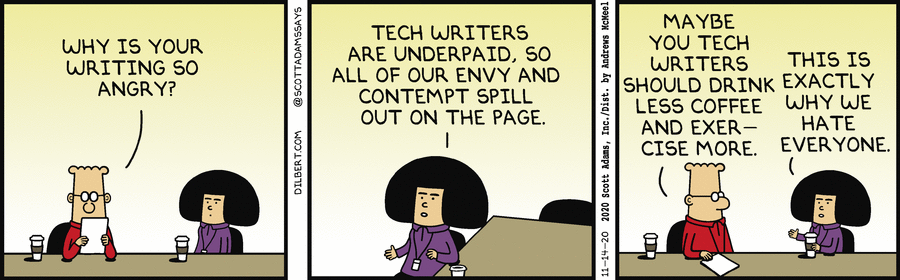 WHY IS YOUR
WRITING SO
ANGRY?
DILBERT.COM @SCOTTADAMSSAYS
TECH WRITERS
ARE UNDERPAID, SO
ALL OF OUR ENVY AND
CONTEMPT SPILL
OUT ON THE PAGE.
11-14-20 2020 Scott Adams, Inc./Dist. by Andrews McMeel
MAYBE
YOU TECH
WRITERS
SHOULD DRINK
LESS COFFEE
AND EXER-
CISE MORE.
THIS IS
EXACTLY
WHY WE
HATE
EVERYONE.